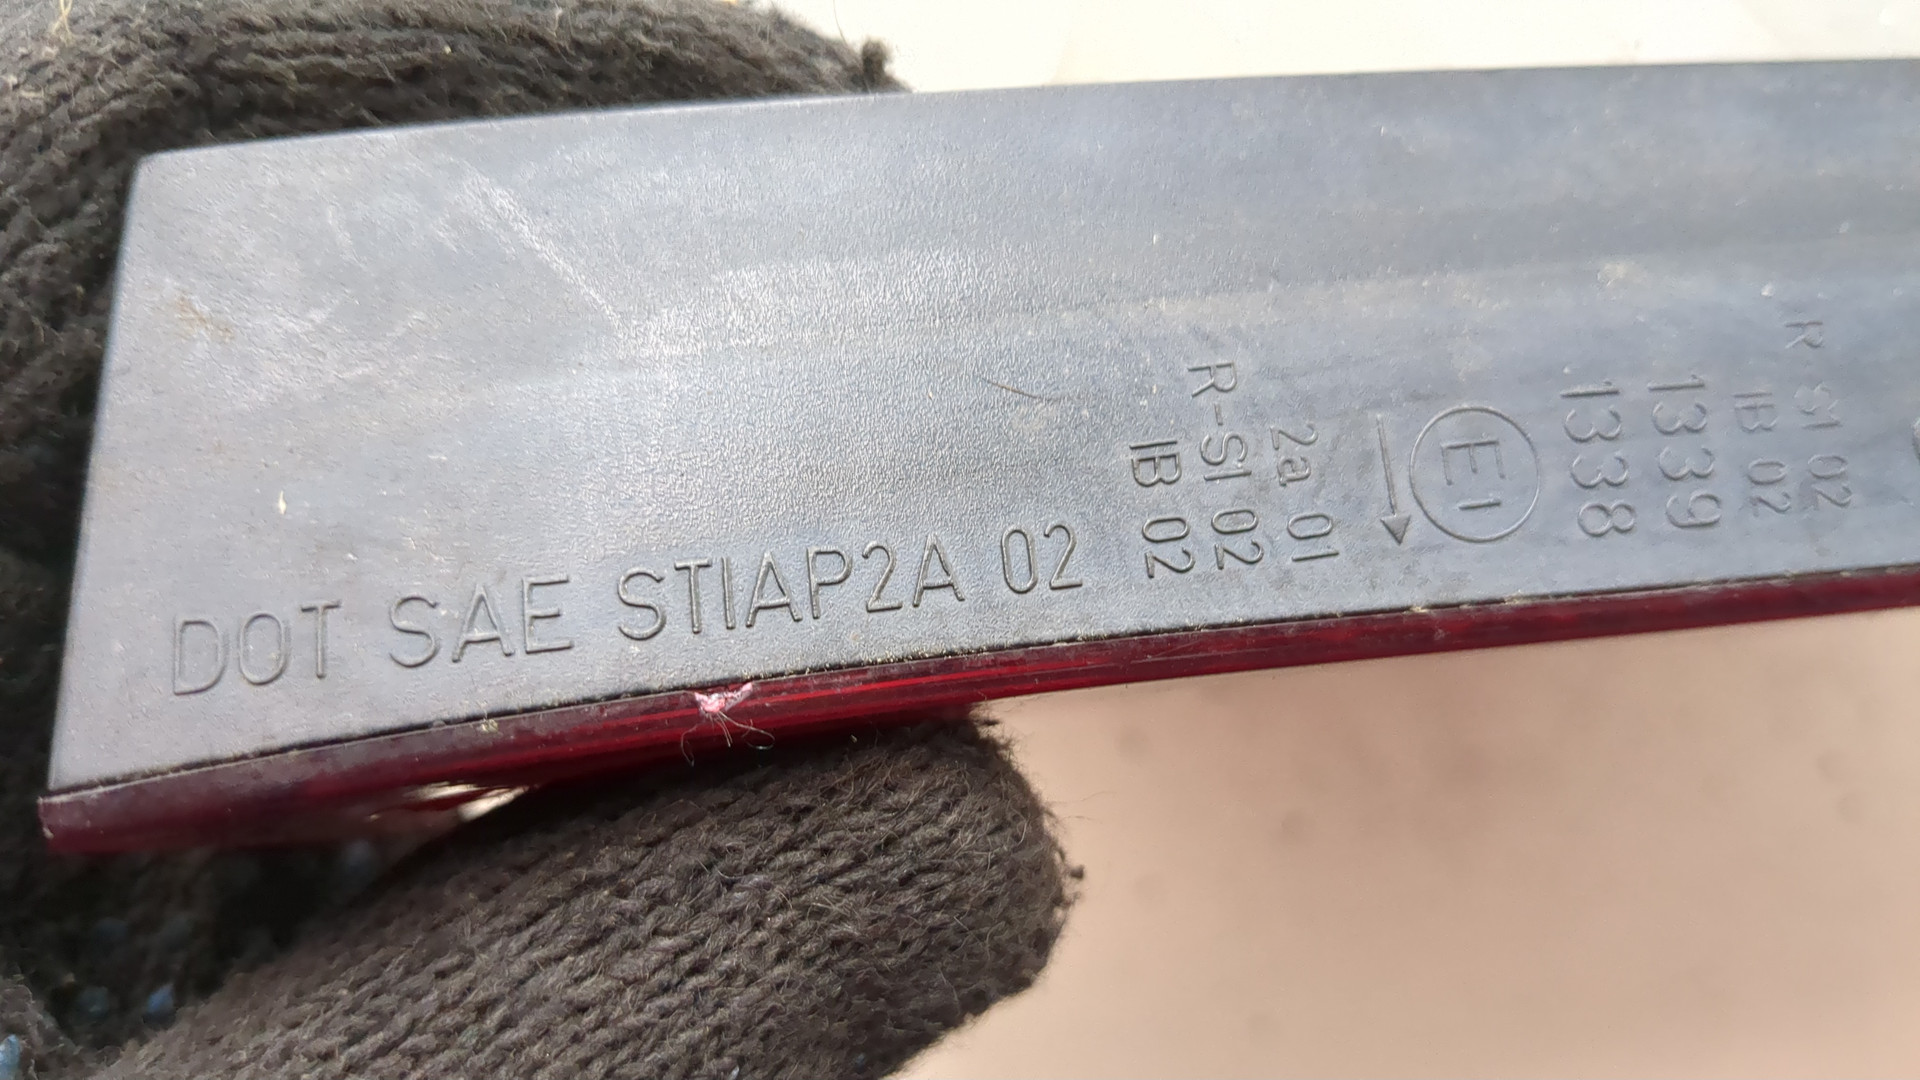 DOT SAE STIAP2A 02
2a 01
R-S1 02
IB 02
E1
1338
1339
IB 02
R-S1 02